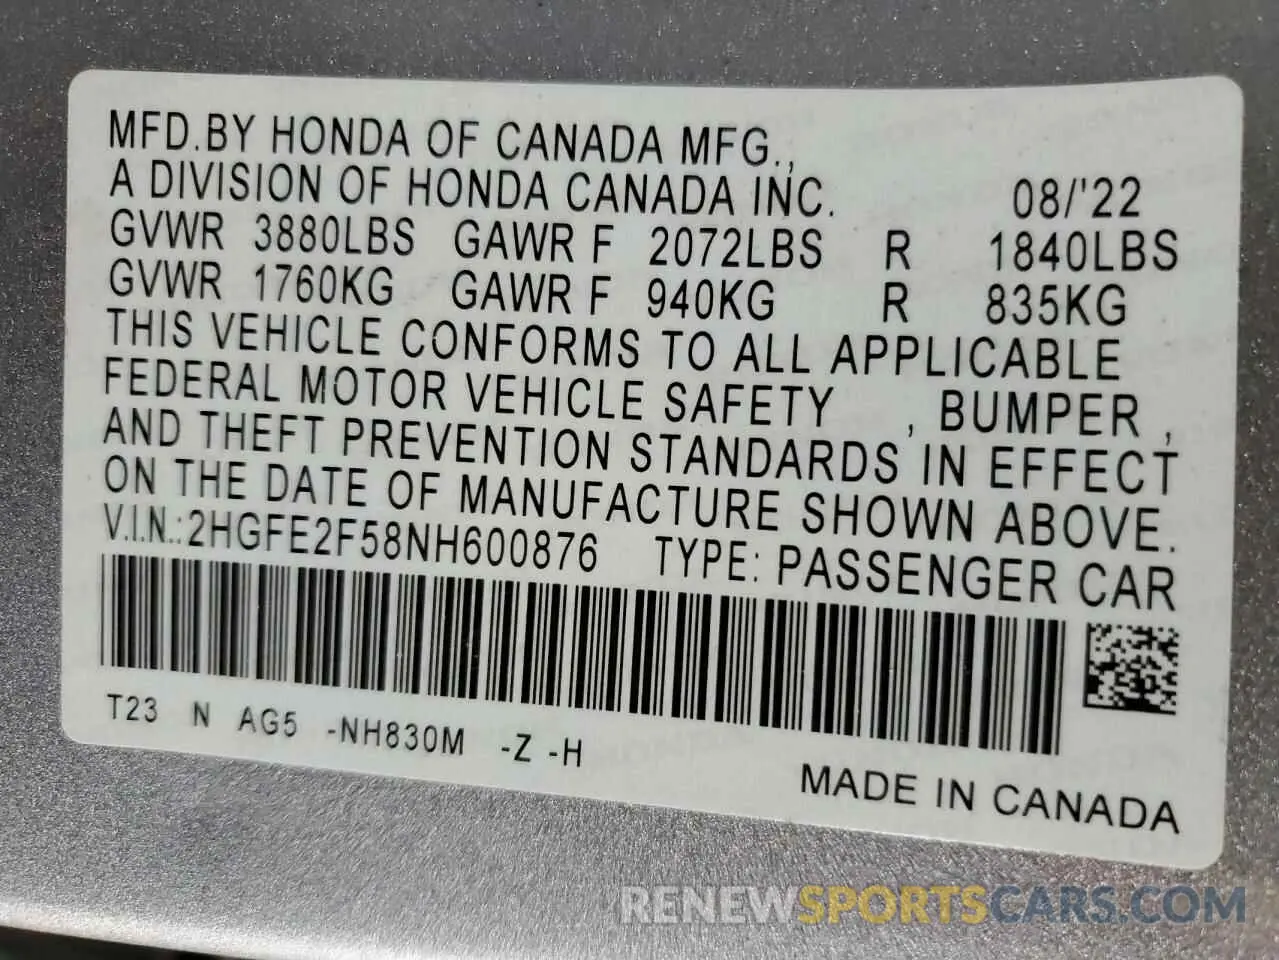 MFD.BY HONDA OF CANADA MFG.,
A DIVISION OF HONDA CANADA INC. 08/'22
GVWR 3880LBS GAWR F 2072LBS R 1840LBS
GVWR 1760KG GAWR F 940KG R 835KG
THIS VEHICLE CONFORMS TO ALL APPLICABLE
FEDERAL MOTOR VEHICLE SAFETY , BUMPER ,
AND THEFT PREVENTION STANDARDS IN EFFECT
ON THE DATE OF MANUFACTURE SHOWN ABOVE.
V.I.N.:2HGFE2F58NH600876 TYPE: PASSENGER CAR
T23 N AG5 -NH830M -Z -H
MADE IN CANADA
RENEWSPORTSCARS.COM